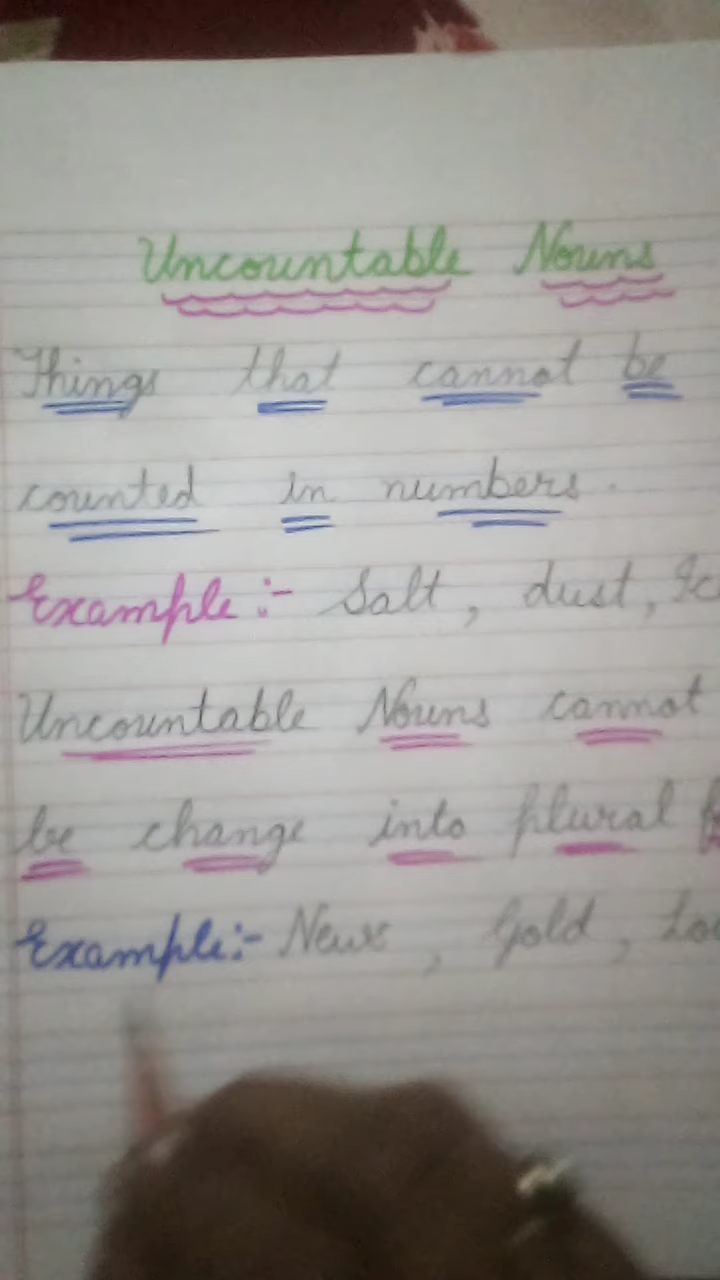 Uncountable Nouns
Things that cannot be
counted in numbers.
Example:- Salt, dust,
Uncountable Nouns cannot
be change into plural
Example:- News, Gold,